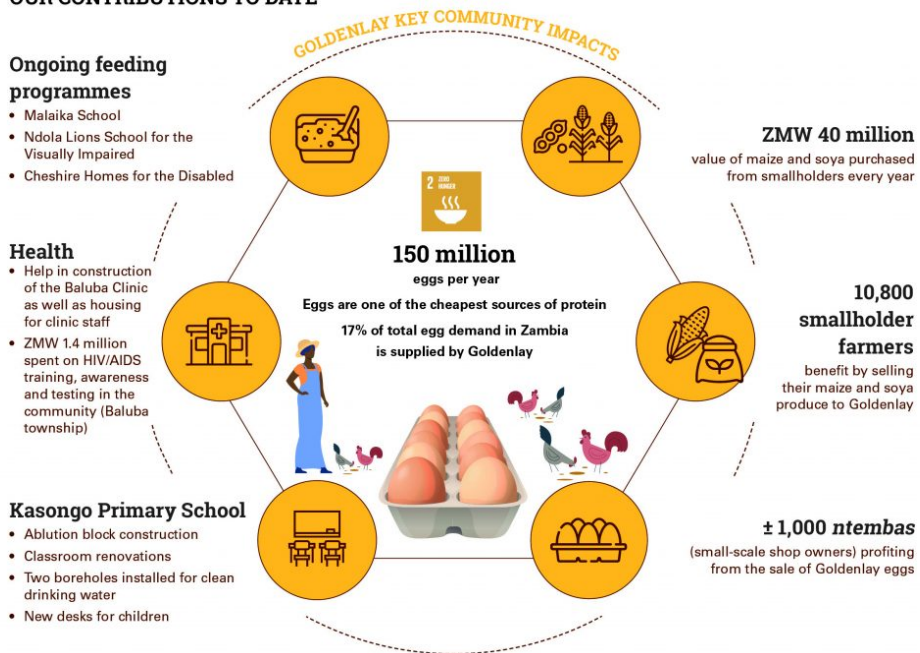 OUR CONTRIBUTIONS TO DATE
GOLDENLAY KEY COMMUNITY IMPACTS
Ongoing feeding
programmes
• Malaika School
• Ndola Lions School for the
Visually Impaired
• Cheshire Homes for the Disabled
ZMW 40 million
value of maize and soya purchased
from smallholders every year
2 ZERO
HUNGER
150 million
eggs per year
Eggs are one of the cheapest sources of protein
17% of total egg demand in Zambia
is supplied by Goldenlay
Health
• Help in construction
of the Baluba Clinic
as well as housing
for clinic staff
• ZMW 1.4 million
spent on HIV/AIDS
training, awareness
and testing in the
community (Baluba
township)
10,800
smallholder
farmers
benefit by selling
their maize and soya
produce to Goldenlay
Kasongo Primary School
• Ablution block construction
• Classroom renovations
• Two boreholes installed for clean
drinking water
• New desks for children
± 1,000 ntembas
(small-scale shop owners) profiting
from the sale of Goldenlay eggs